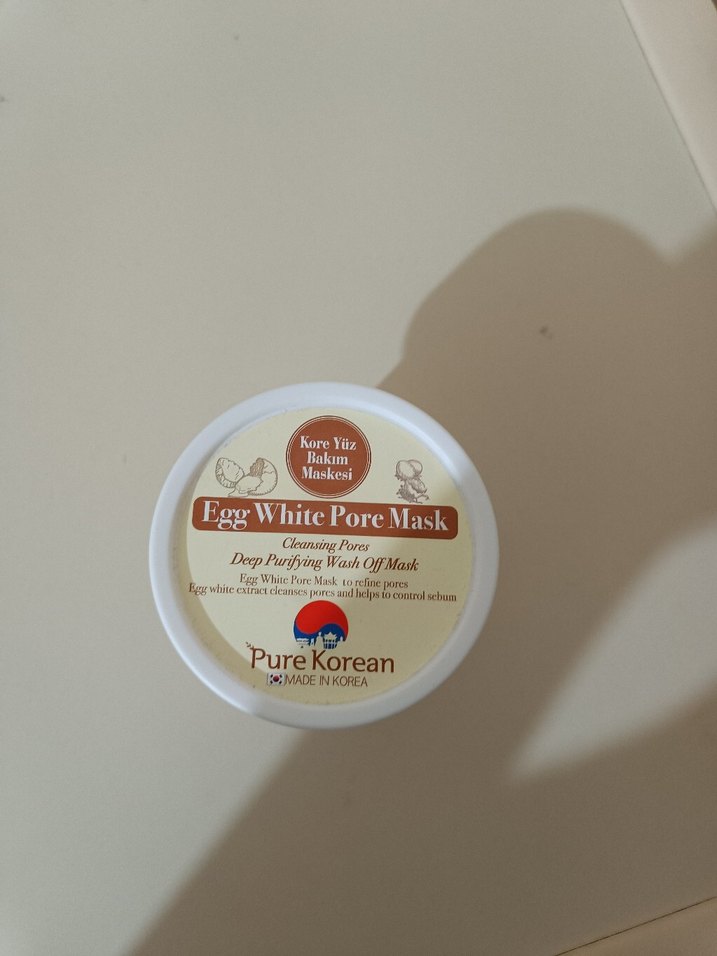 Kore Yüz
Bakım
Maskesi
Egg White Pore Mask
Cleansing Pores
Deep Purifying Wash Off Mask
Egg White Pore Mask to refine pores
Egg white extract cleanses pores and helps to control sebum
Pure Korean
MADE IN KOREA